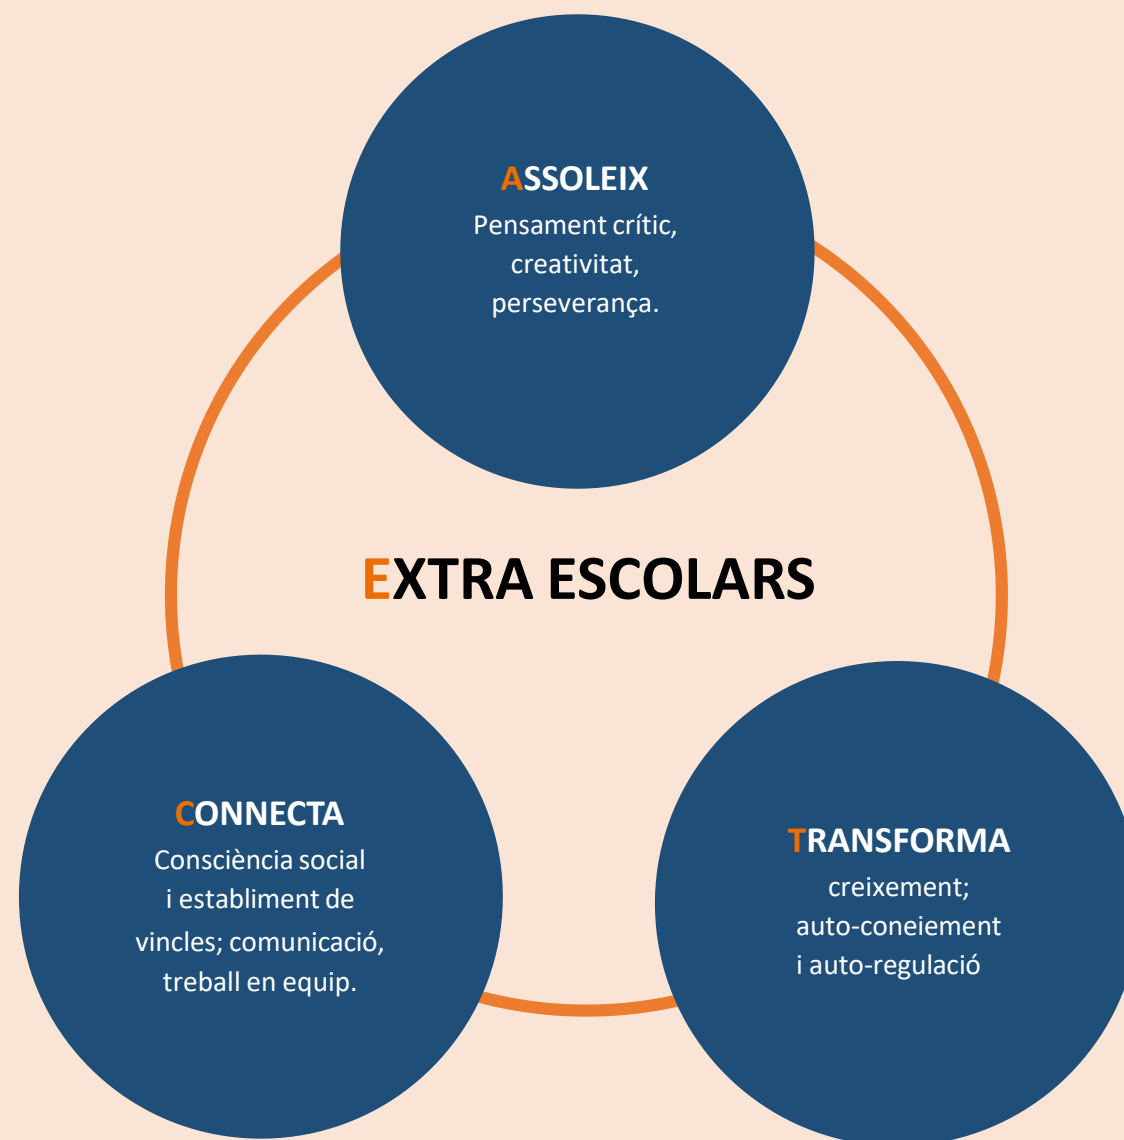 ASSOLEIX
Pensament crític,
creativitat,
perseverança.
EXTRA ESCOLARS
CONNECTA
Consciència social
i establiment de
vincles; comunicació,
treball en equip.
TRANSFORMA
creixement;
auto-coneiement
i auto-regulació